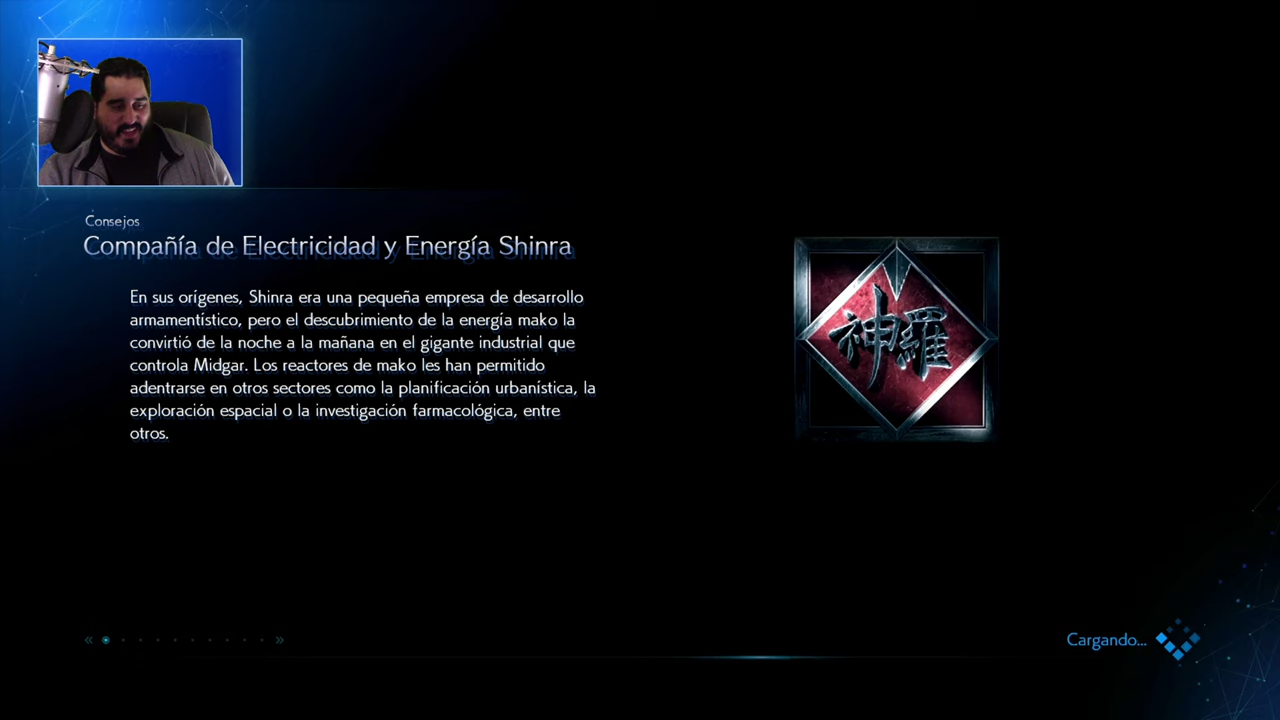 Consejos
Compañía de Electricidad y Energía Shinra
En sus orígenes, Shinra era una pequeña empresa de desarrollo
armamentístico, pero el descubrimiento de la energía mako la
convirtió de la noche a la mañana en el gigante industrial que
controla Midgar. Los reactores de mako les han permitido
adentrarse en otros sectores como la planificación urbanística, la
exploración espacial o la investigación farmacológica, entre
otros.
神羅
Cargando...